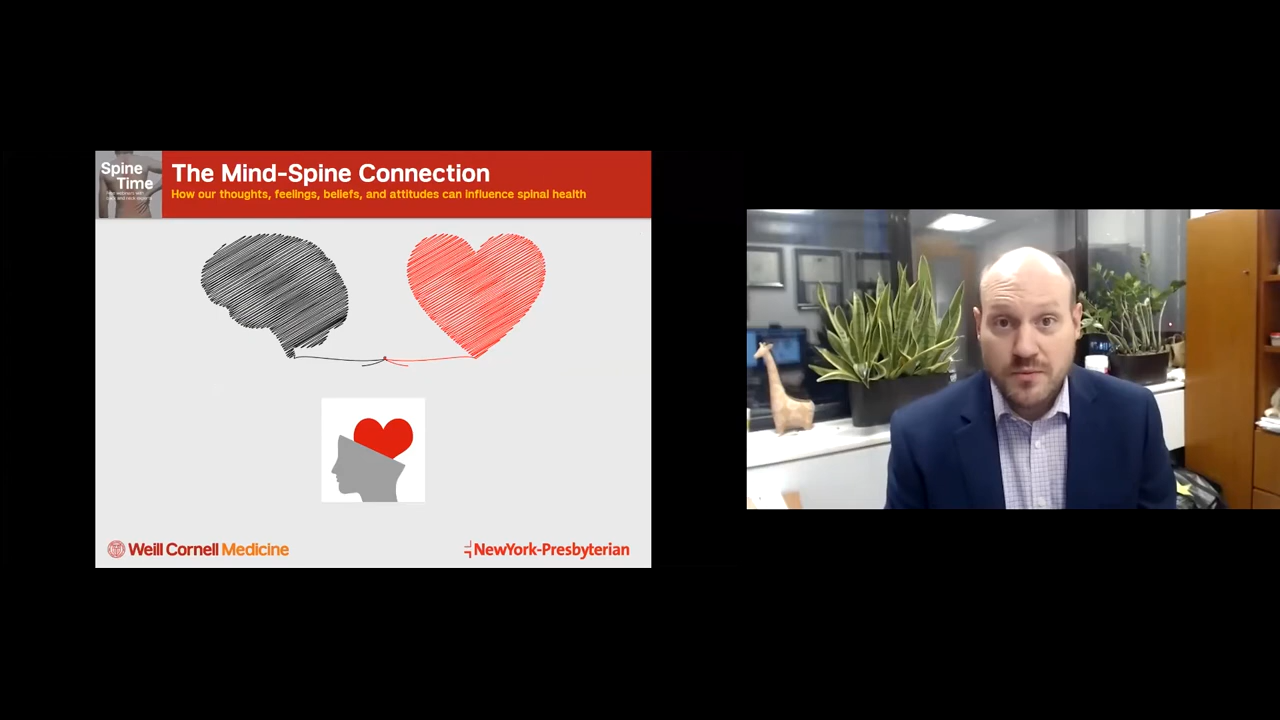 Spine
Time
The Mind-Spine Connection
How our thoughts, feelings, beliefs, and attitudes can influence spinal health
Weill Cornell Medicine
NewYork-Presbyterian